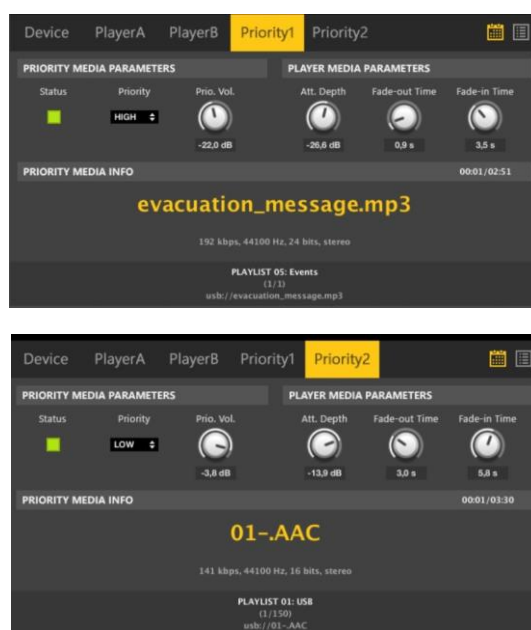 Device PlayerA PlayerB Priority1 Priority2
PRIORITY MEDIA PARAMETERS PLAYER MEDIA PARAMETERS
Status Priority Prio. Vol. Att. Depth Fade-out Time Fade-in Time
HIGH
-22,0 dB -26,6 dB 0,9 s 3,5 s
PRIORITY MEDIA INFO 00:01/02:51
evacuation_message.mp3
192 kbps, 44100 Hz, 24 bits, stereo
PLAYLIST 05: Events
(1/1)
usb://evacuation_message.mp3
Device PlayerA PlayerB Priority1 Priority2
PRIORITY MEDIA PARAMETERS PLAYER MEDIA PARAMETERS
Status Priority Prio. Vol. Att. Depth Fade-out Time Fade-in Time
LOW
-3,8 dB -13,9 dB 3,0 s 5,8 s
PRIORITY MEDIA INFO 00:01/03:30
01-.AAC
141 kbps, 44100 Hz, 16 bits, stereo
PLAYLIST 01: USB
(1/150)
usb://01-.AAC